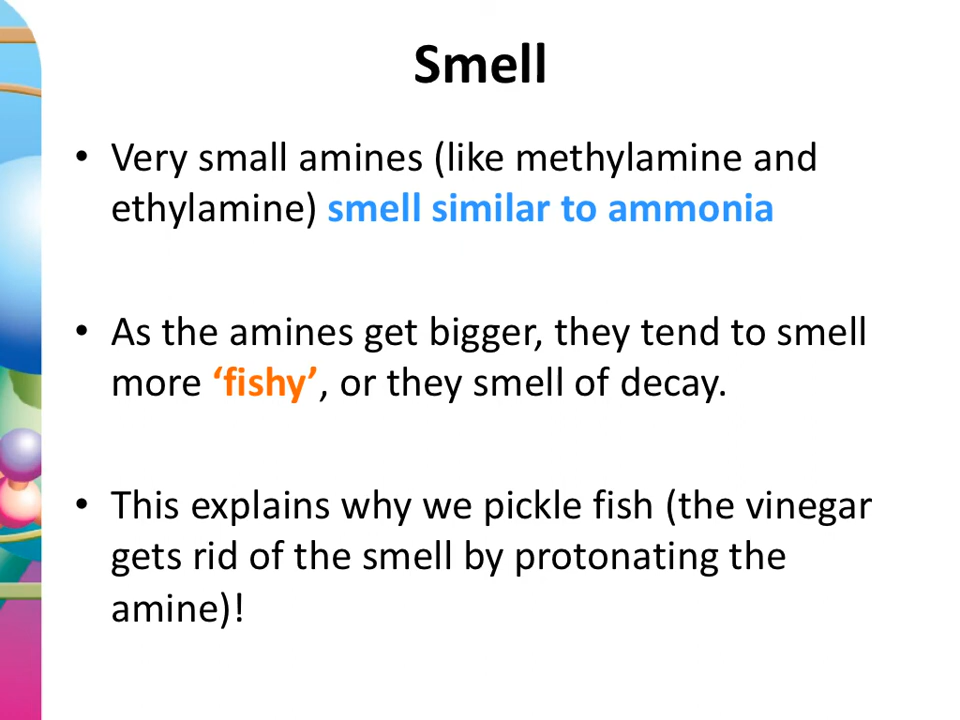 Smell
• Very small amines (like methylamine and
ethylamine) smell similar to ammonia
• As the amines get bigger, they tend to smell
more ‘fishy’, or they smell of decay.
• This explains why we pickle fish (the vinegar
gets rid of the smell by protonating the
amine)!